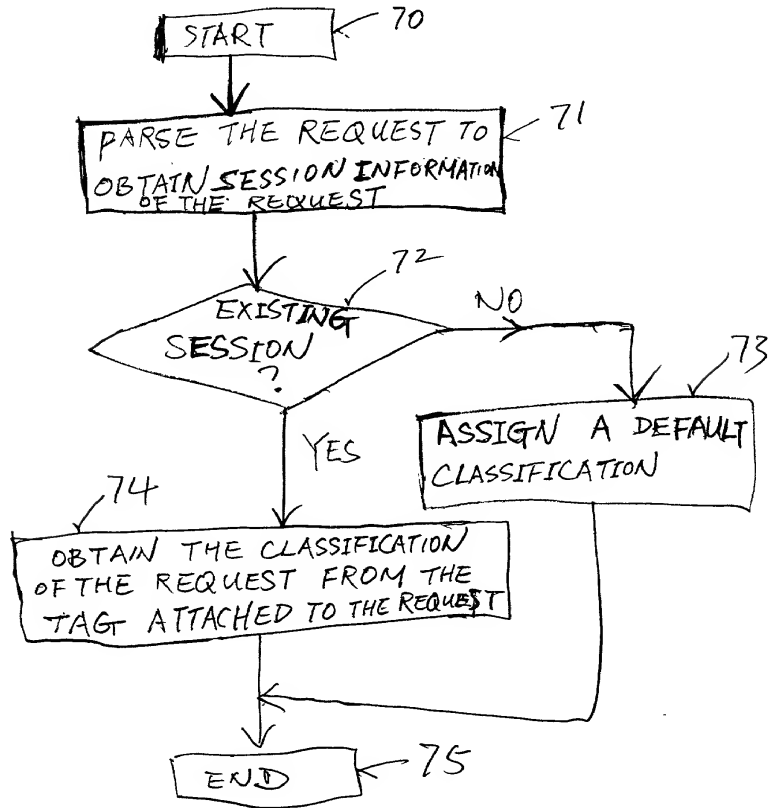 START
70
PARSE THE REQUEST TO
71
OBTAIN SESSION INFORMATION
OF THE REQUEST
72
EXISTING
SESSION
?
NO
73
ASSIGN A DEFAULT
CLASSIFICATION
YES
74
OBTAIN THE CLASSIFICATION
OF THE REQUEST FROM THE
TAG ATTACHED TO THE REQUEST
END
75